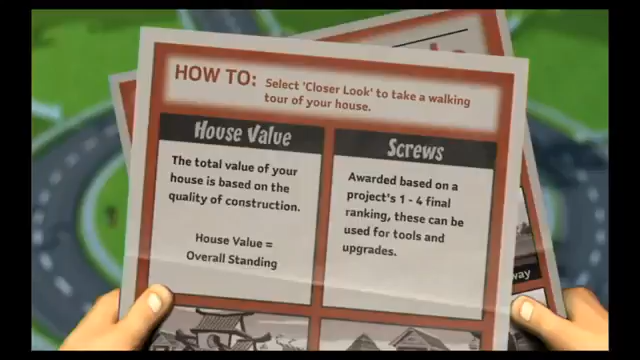 HOW TO: Select 'Closer Look' to take a walking
tour of your house.
House Value
The total value of your
house is based on the
quality of construction.
House Value =
Overall Standing
Screws
Awarded based on a
project's 1 - 4 final
ranking, these can be
used for tools and
upgrades.
way